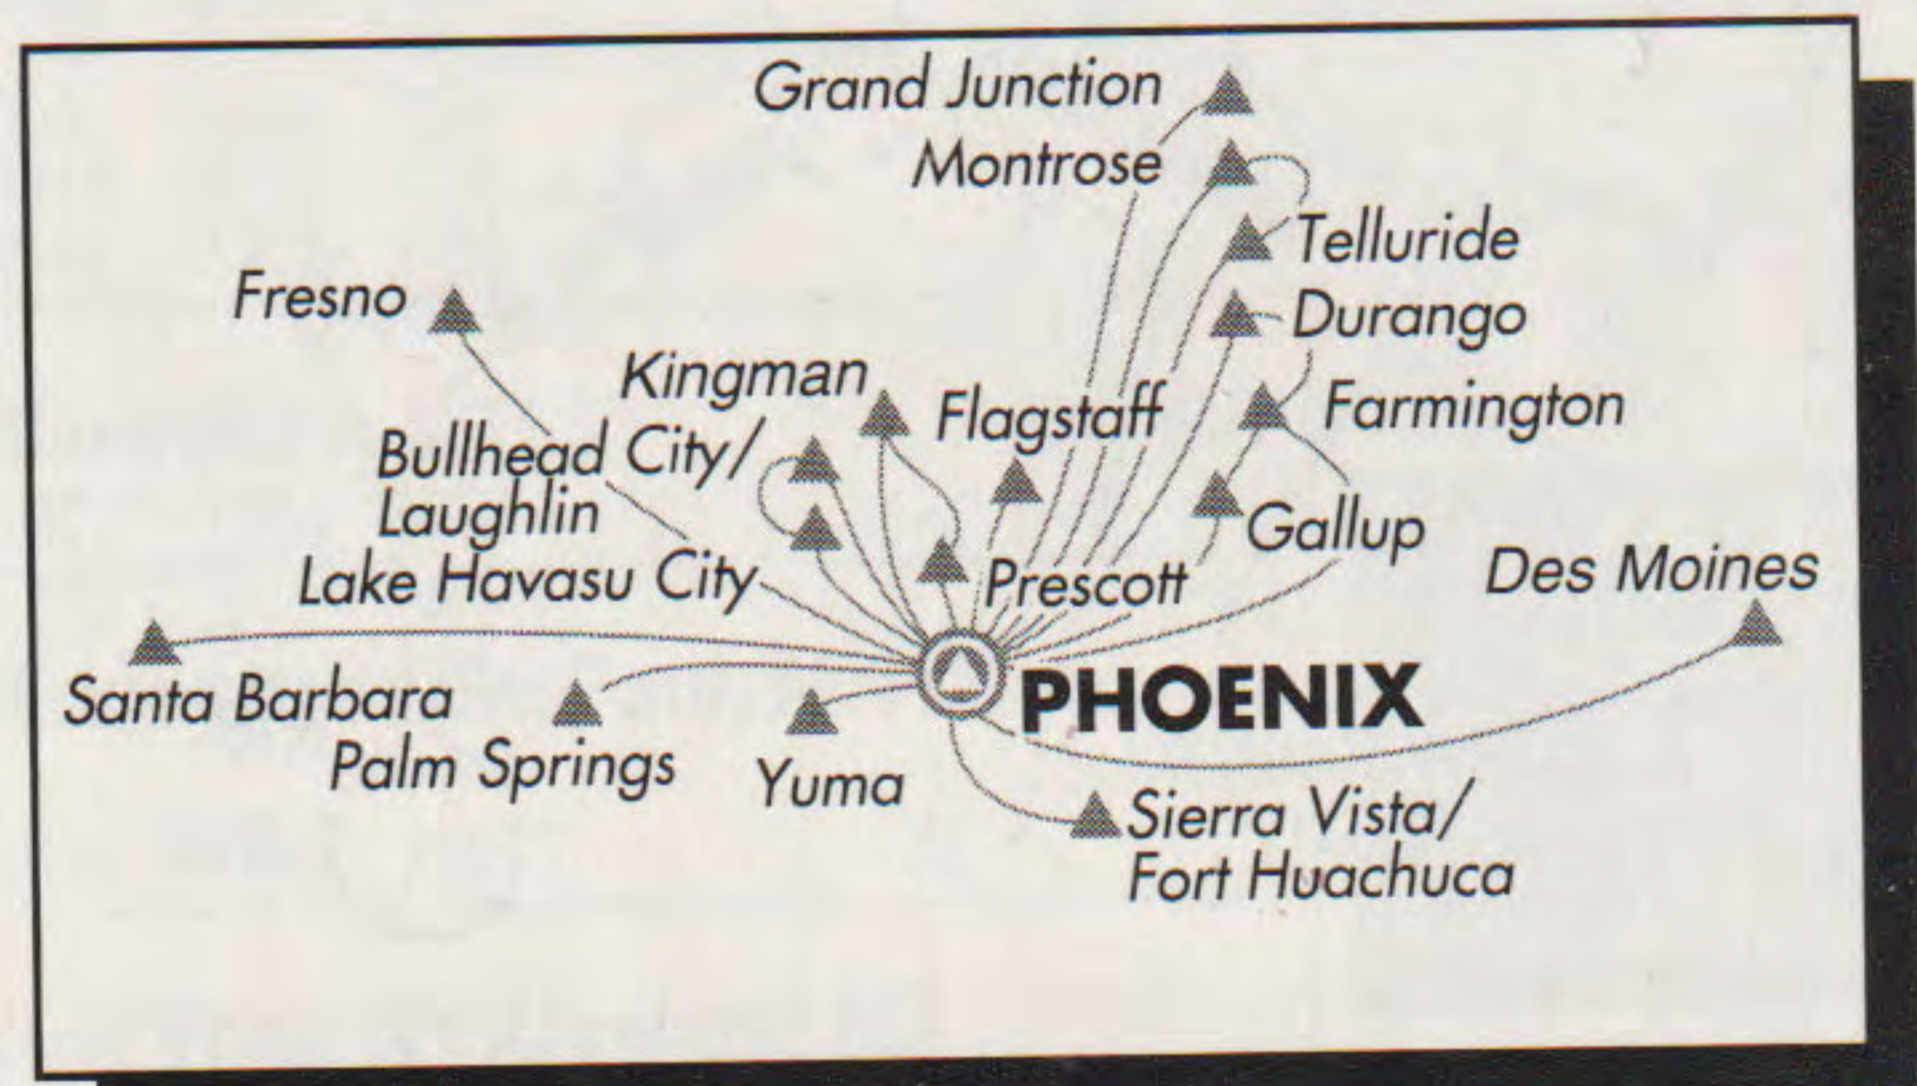 Grand Junction
Montrose
Telluride
Fresno
Durango
Kingman
Flagstaff
Farmington
Bullhead City/
Laughlin
Gallup
Lake Havasu City
Prescott
Des Moines
PHOENIX
Santa Barbara
Palm Springs
Yuma
Sierra Vista/
Fort Huachuca